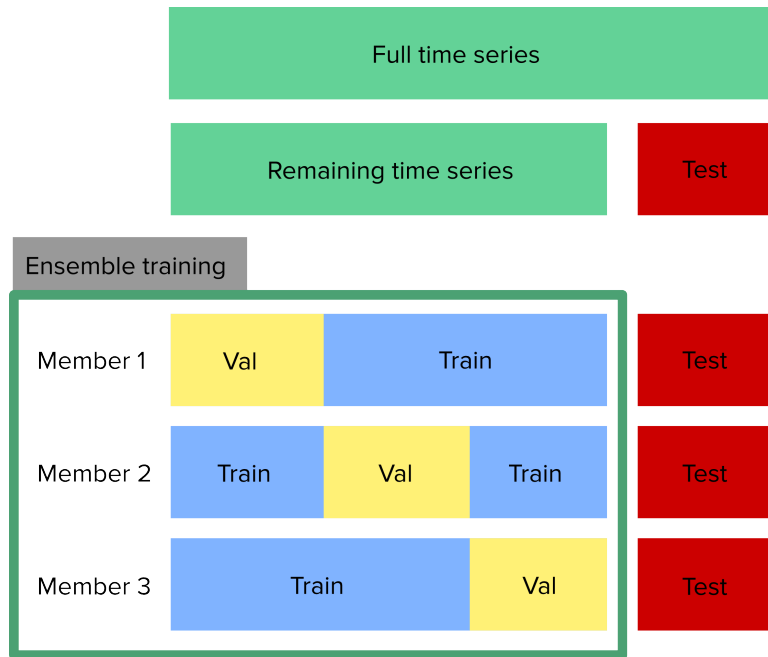 Full time series
Remaining time series Test
Ensemble training
Member 1 Val Train Test
Member 2 Train Val Train Test
Member 3 Train Val Test